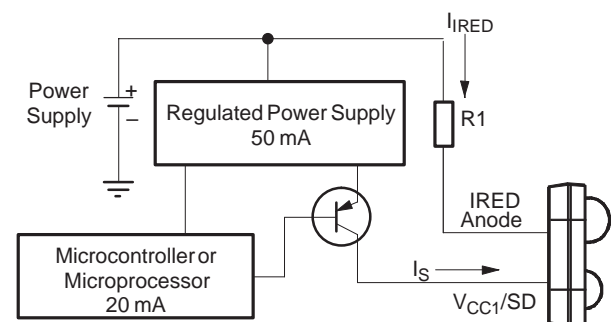 I_IRED
Power
Supply
+
–
Regulated Power Supply
50 mA
R1
IRED
Anode
Microcontroller or
Microprocessor
20 mA
I_S
V_CC1/SD